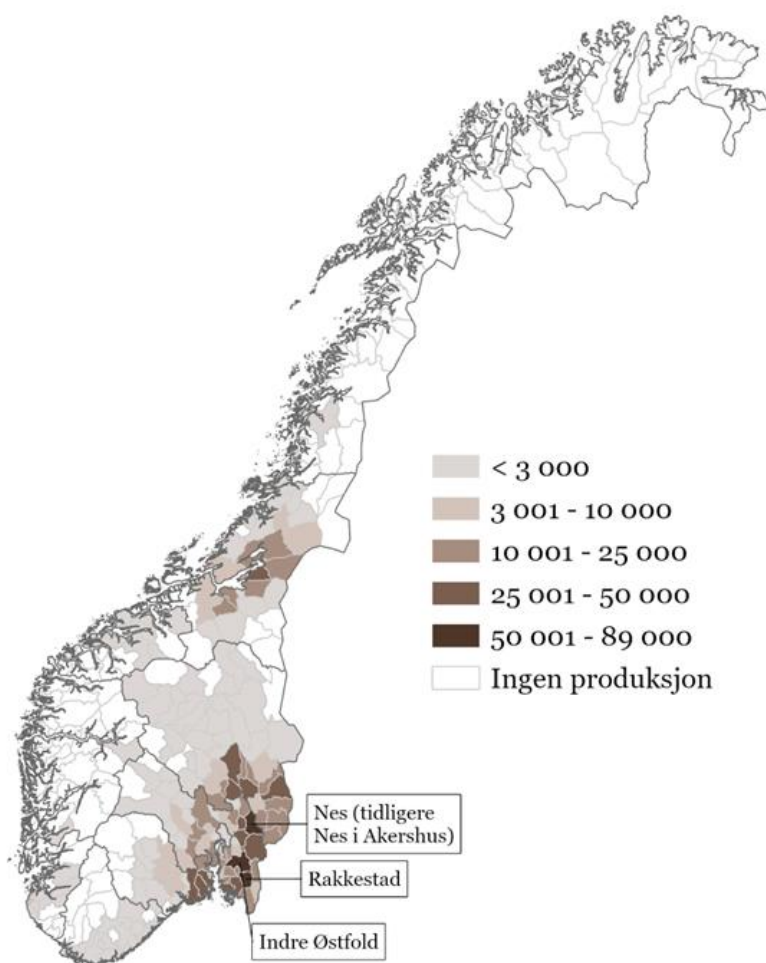 < 3 000
3 001 - 10 000
10 001 - 25 000
25 001 - 50 000
50 001 - 89 000
Ingen produksjon
Nes (tidligere
Nes i Akershus)
Rakkestad
Indre Østfold